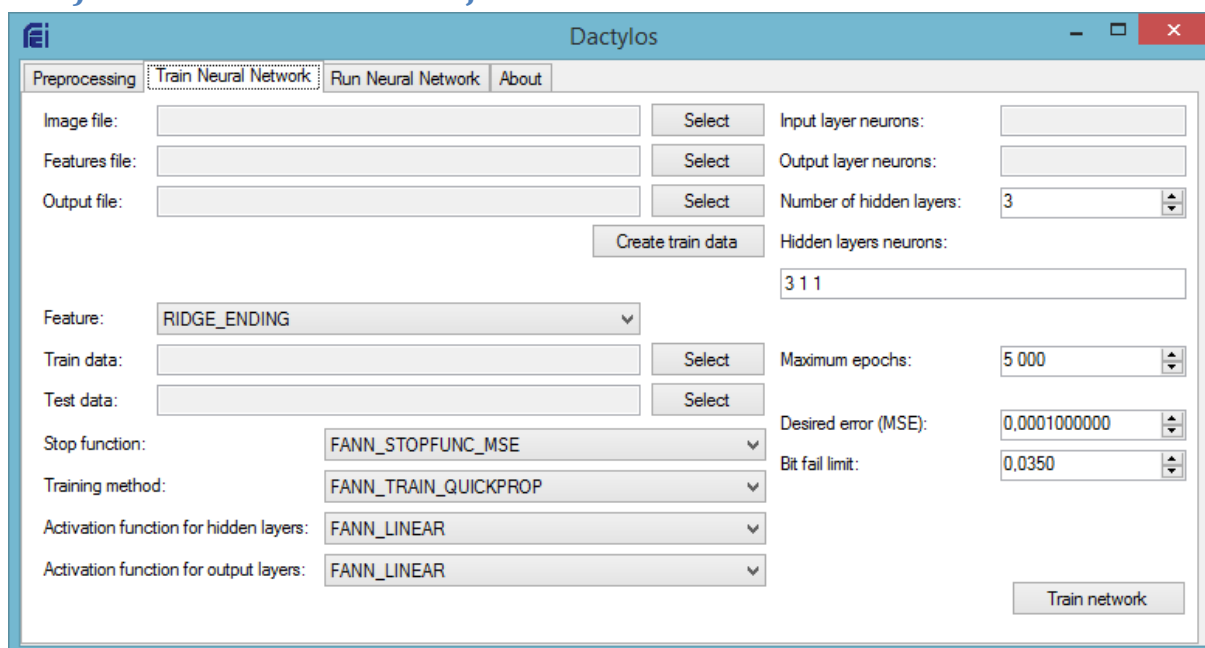 Dactylos
Preprocessing Train Neural Network Run Neural Network About
Image file: Select Input layer neurons:
Features file: Select Output layer neurons:
Output file: Select Number of hidden layers: 3
Create train data Hidden layers neurons:
3 1 1
Feature: RIDGE_ENDING
Train data: Select Maximum epochs: 5 000
Test data: Select
Desired error (MSE): 0,0001000000
Stop function: FANN_STOPFUNC_MSE
Bit fail limit: 0,0350
Training method: FANN_TRAIN_QUICKPROP
Activation function for hidden layers: FANN_LINEAR
Activation function for output layers: FANN_LINEAR
Train network